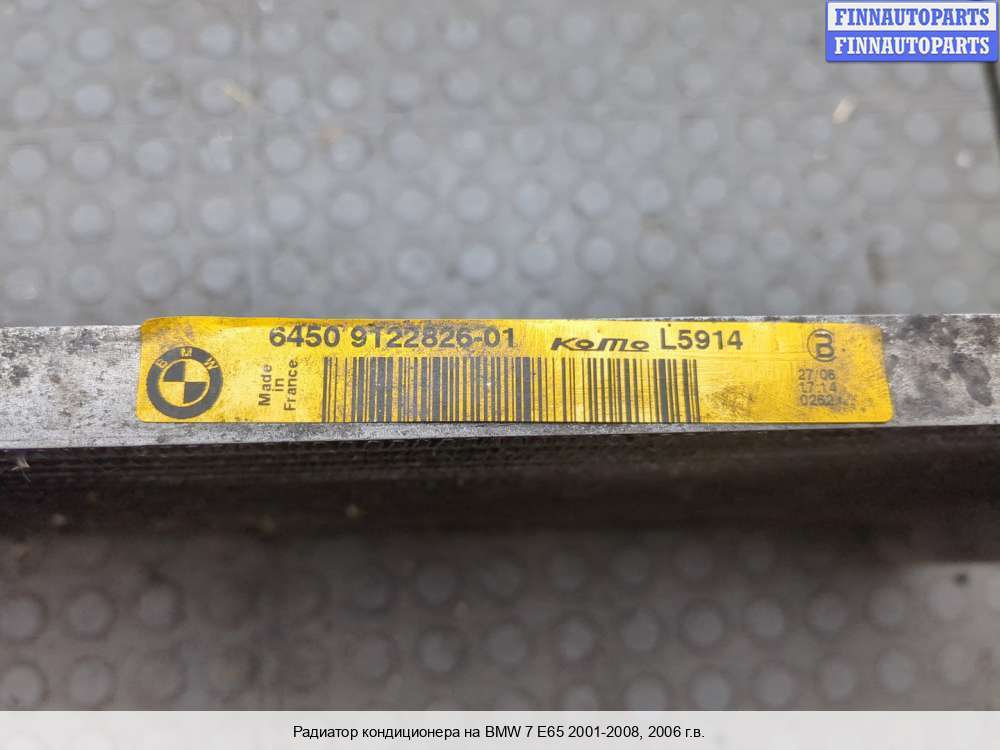 FINNAUTOPARTS
FINNAUTOPARTS
6450 9122826-01 KOMO L5914
BMW
Made
in
France
27/06
17:14
Радиатор кондиционера на BMW 7 E65 2001-2008, 2006 г.в.